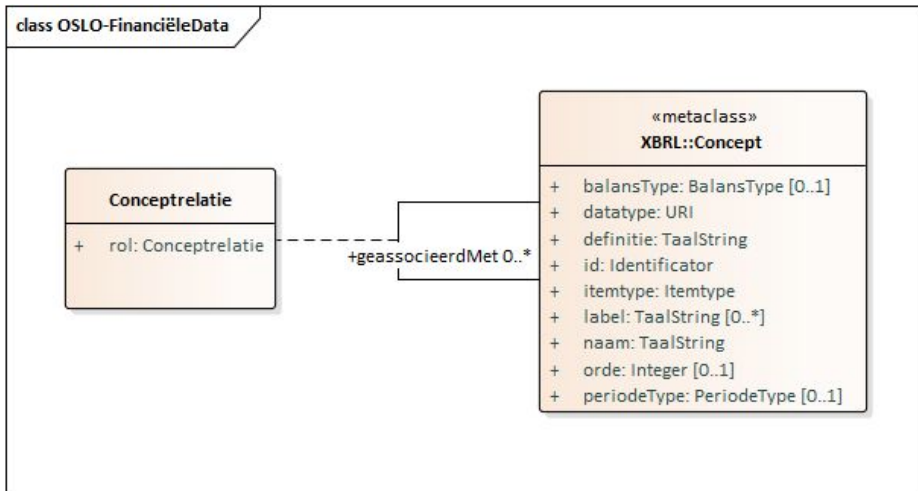 class OSLO-FinanciëleData
«metaclass»
XBRL::Concept
+ balansType: BalansType [0..1]
+ datatype: URI
+ definitie: TaalString
+ id: Identificator
+ itemtype: Itemtype
+ label: TaalString [0..*]
+ naam: TaalString
+ orde: Integer [0..1]
+ periodeType: PeriodeType [0..1]
Conceptrelatie
+ rol: Conceptrelatie
+geassocieerdMet 0..*